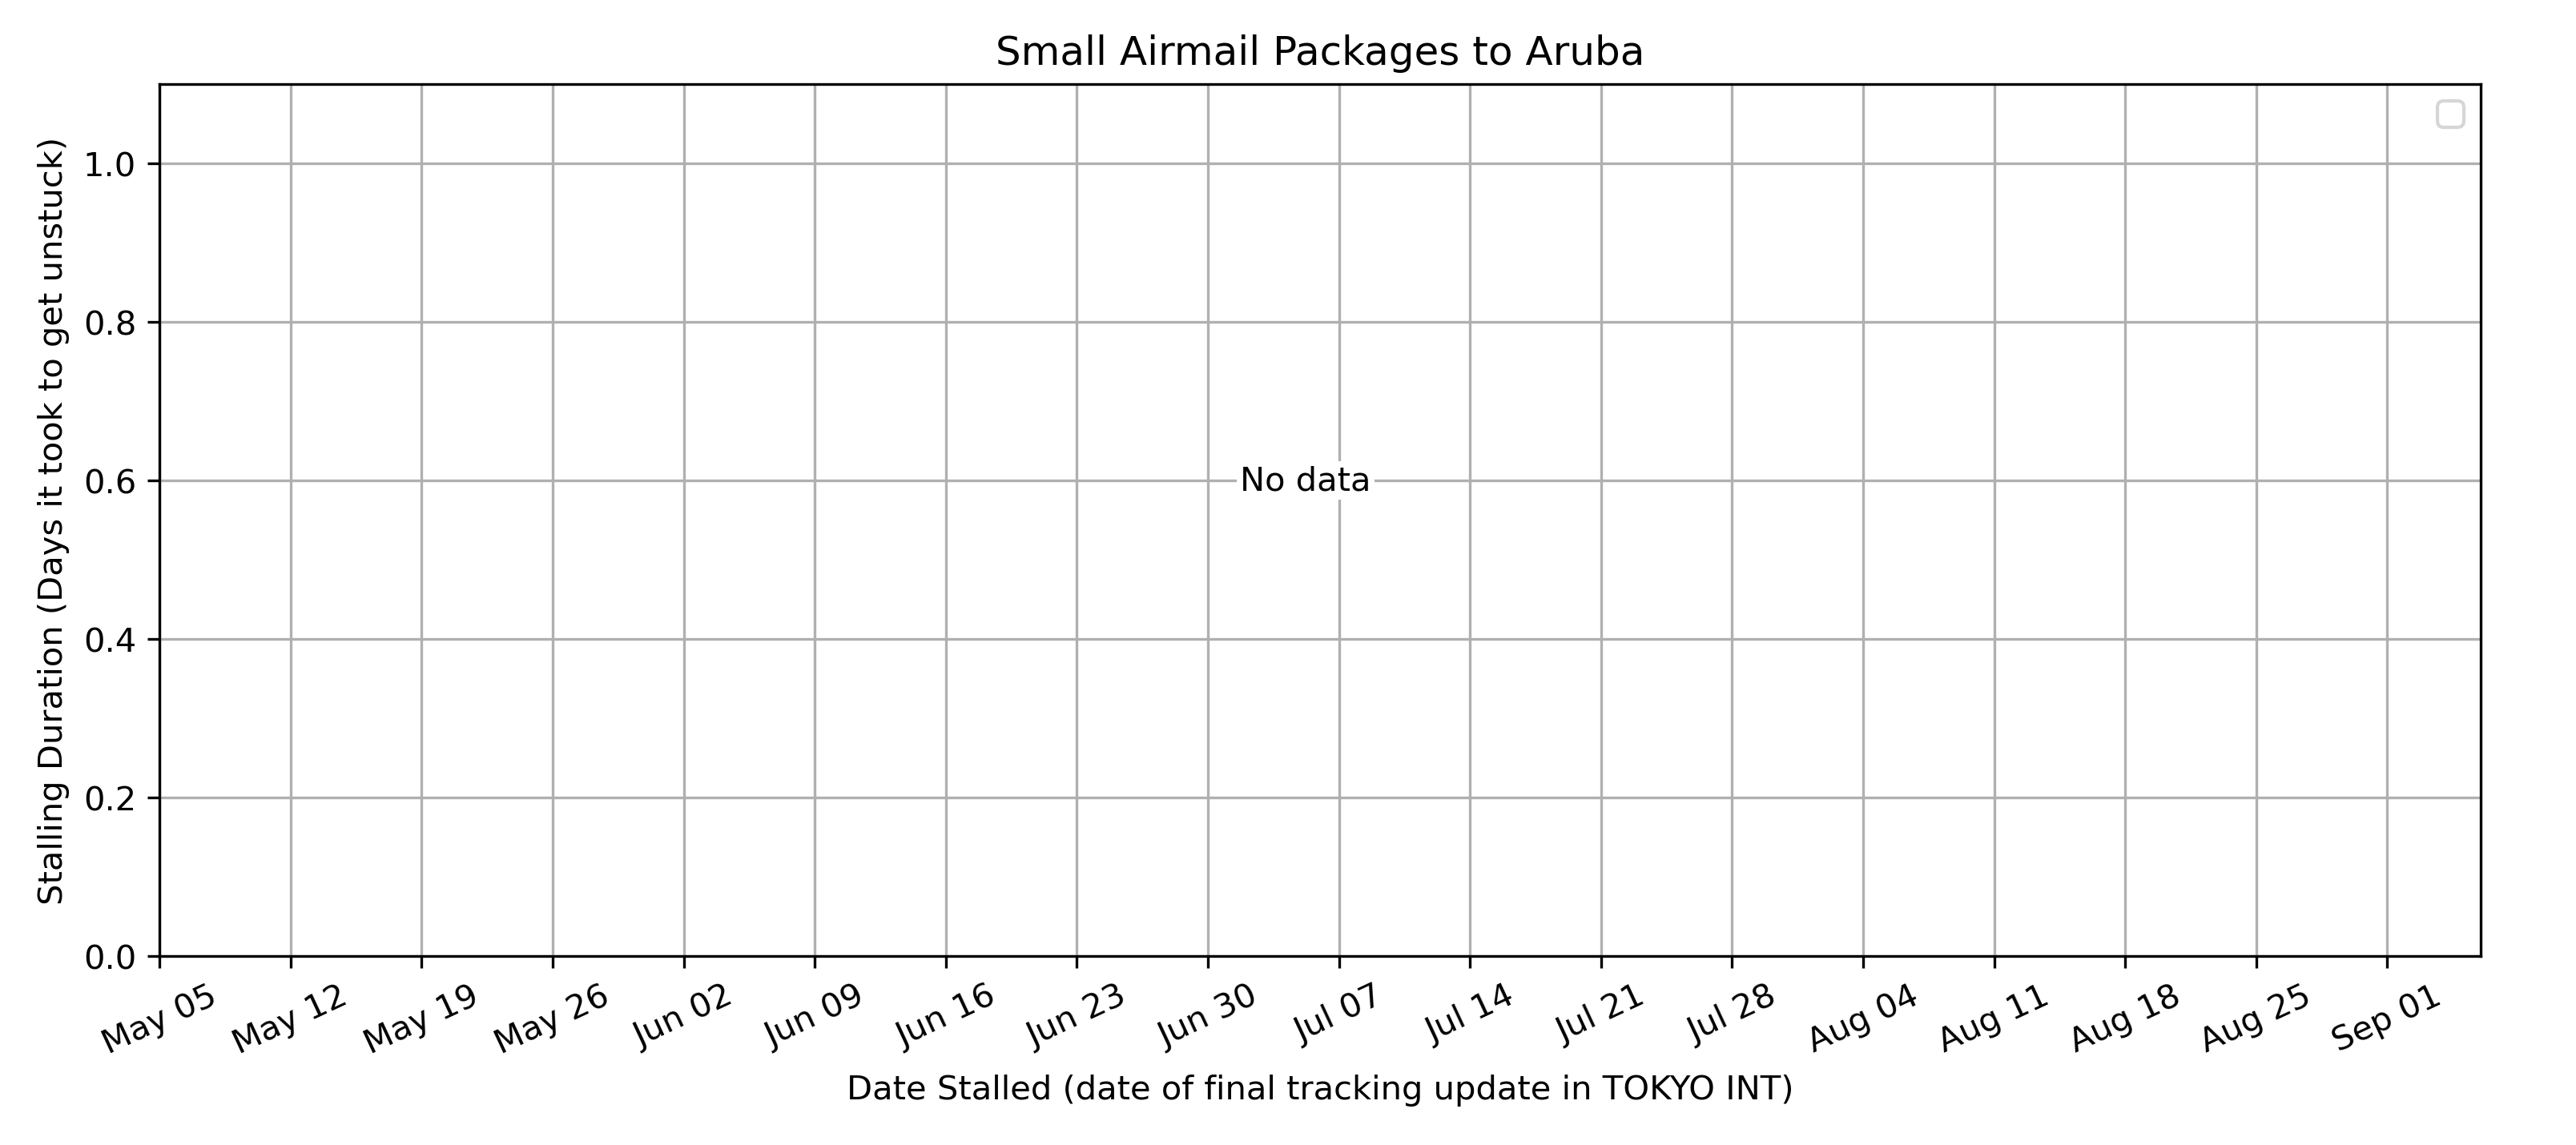 Small Airmail Packages to Aruba
Stalling Duration (Days it took to get unstuck)
1.0
0.8
0.6
0.4
0.2
0.0
No data
May 05 May 12 May 19 May 26 Jun 02 Jun 09 Jun 16 Jun 23 Jun 30 Jul 07 Jul 14 Jul 21 Jul 28 Aug 04 Aug 11 Aug 18 Aug 25 Sep 01
Date Stalled (date of final tracking update in TOKYO INT)